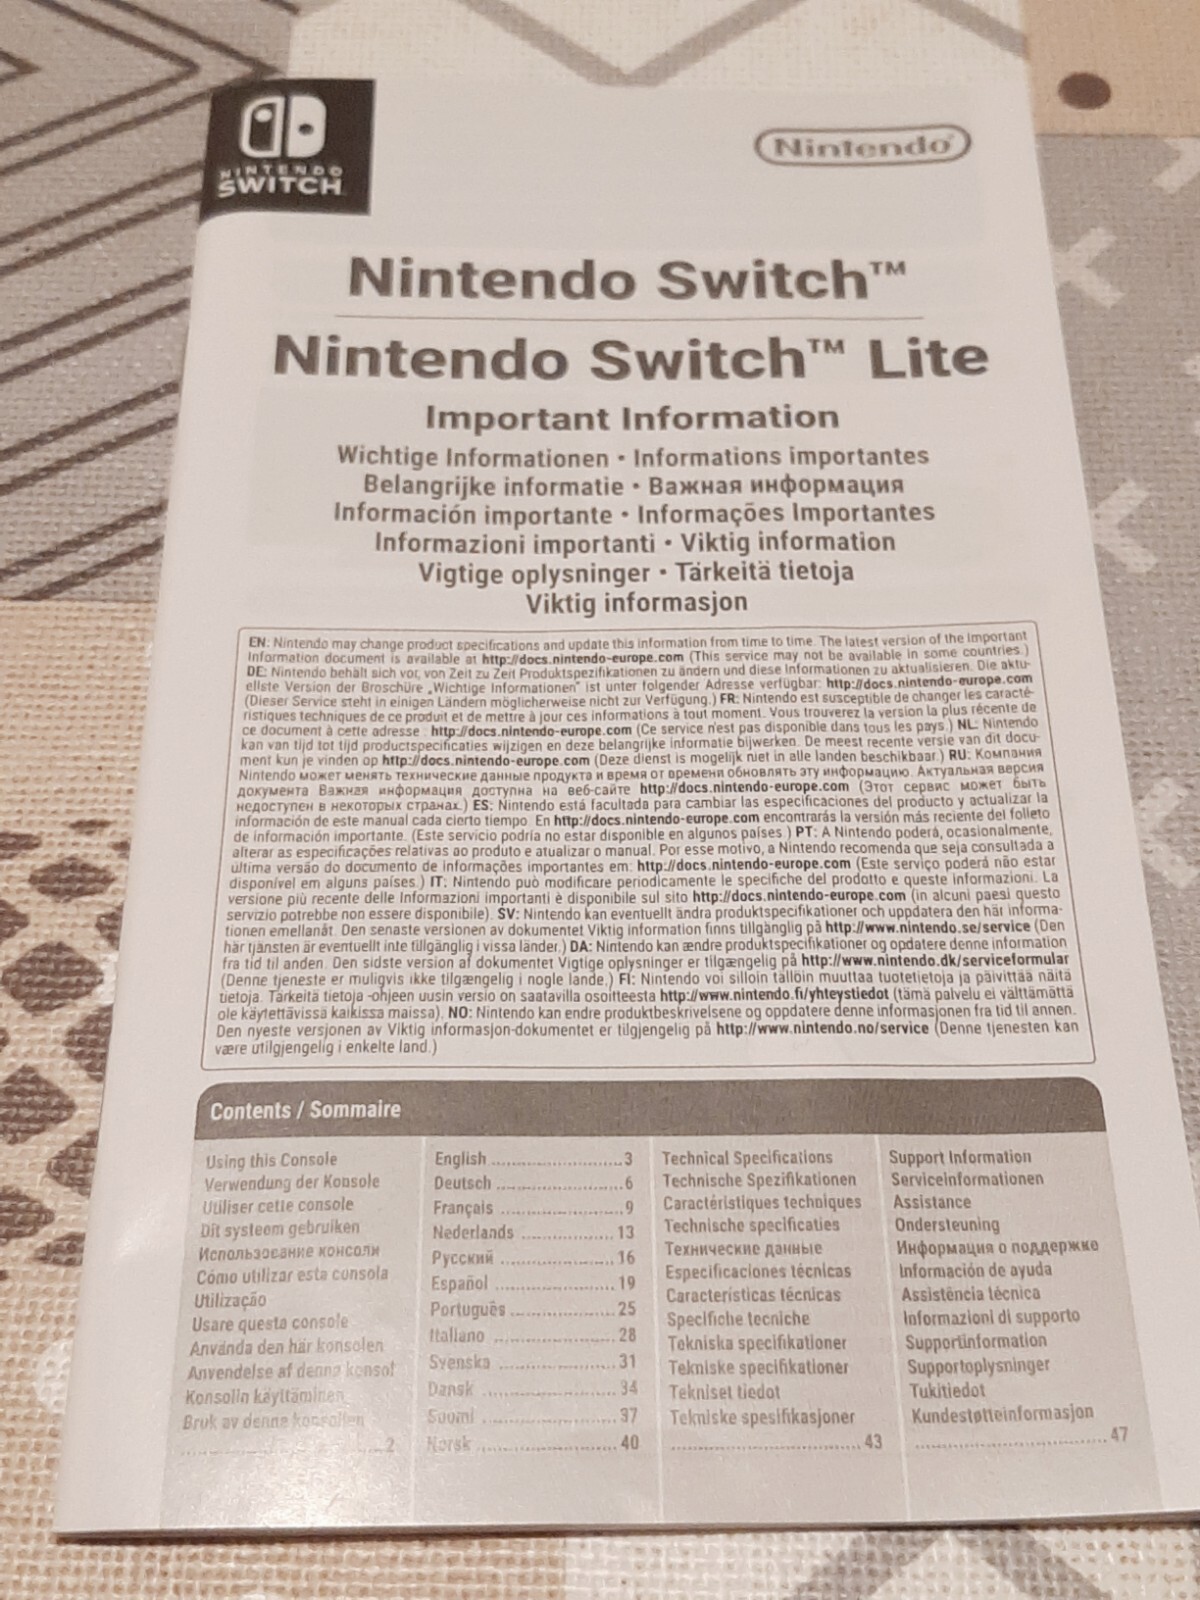 NINTENDO
SWITCH
Nintendo®
Nintendo Switch™
Nintendo Switch™ Lite
Important Information
Wichtige Informationen • Informations importantes
Belangrijke informatie • Важная информация
Información importante • Informações Importantes
Informazioni importanti • Viktig information
Vigtige oplysninger • Tärkeitä tietoja
Viktig informasjon
EN: Nintendo may change product specifications and update this information from time to time. The latest version of the Important
Information document is available at http://docs.nintendo-europe.com (This service may not be available in some countries.)
DE: Nintendo behält sich vor, von Zeit zu Zeit Produktspezifikationen zu ändern und diese Informationen zu aktualisieren. Die aktu-
ellste Version der Broschüre „Wichtige Informationen" ist unter folgender Adresse verfügbar: http://docs.nintendo-europe.com
(Dieser Service steht in einigen Ländern möglicherweise nicht zur Verfügung.) FR: Nintendo est susceptible de changer les caracté-
ristiques techniques de ce produit et de mettre à jour ces informations à tout moment. Vous trouverez la version la plus récente de
ce document à cette adresse : http://docs.nintendo-europe.com (Ce service n'est pas disponible dans tous les pays.) NL: Nintendo
kan van tijd tot tijd productspecificaties wijzigen en deze belangrijke informatie bijwerken. De meest recente versie van dit docu-
ment kun je vinden op http://docs.nintendo-europe.com (Deze dienst is mogelijk niet in alle landen beschikbaar.) RU: Компания
Nintendo может менять технические данные продукта и время от времени обновлять эту информацию. Актуальная версия
документа Важная информация доступна на веб-сайте http://docs.nintendo-europe.com (Этот сервис может быть
недоступен в некоторых странах.) ES: Nintendo está facultada para cambiar las especificaciones del producto y actualizar la
información de este manual cada cierto tiempo. En http://docs.nintendo-europe.com encontrarás la versión más reciente del folleto
de información importante. (Este servicio podría no estar disponible en algunos países.) PT: A Nintendo poderá, ocasionalmente,
alterar as especificações relativas ao produto e atualizar o manual. Por esse motivo, a Nintendo recomenda que seja consultada a
última versão do documento de informações importantes em: http://docs.nintendo-europe.com (Este serviço poderá não estar
disponível em alguns países.) IT: Nintendo può modificare periodicamente le specifiche del prodotto e queste informazioni. La
versione più recente delle Informazioni importanti è disponibile sul sito http://docs.nintendo-europe.com (in alcuni paesi questo
servizio potrebbe non essere disponibile). SV: Nintendo kan eventuellt ändra produktspecifikationer och uppdatera den här informa-
tionen emellanåt. Den senaste versionen av dokumentet Viktig information finns tillgänglig på http://www.nintendo.se/service (Den
här tjänsten är eventuellt inte tillgänglig i vissa länder.) DA: Nintendo kan ændre produktspecifikationer og opdatere denne information
fra tid til anden. Den sidste version af dokumentet Vigtige oplysninger er tilgængelig på http://www.nintendo.dk/serviceformular
(Denne tjeneste er muligvis ikke tilgængelig i nogle lande.) FI: Nintendo voi silloin tällöin muuttaa tuotetietoja ja päivittää näitä
tietoja. Tärkeitä tietoja -ohjeen uusin versio on saatavilla osoitteesta http://www.nintendo.fi/yhteystiedot (tämä palvelu ei välttämättä
ole käytettävissä kaikissa maissa). NO: Nintendo kan endre produktbeskrivelsene og oppdatere denne informasjonen fra tid til annen.
Den nyeste versjonen av Viktig informasjon-dokumentet er tilgjengelig på http://www.nintendo.no/service (Denne tjenesten kan
være utilgjengelig i enkelte land.)
Contents / Sommaire
Using this Console
Verwendung der Konsole
Utiliser cette console
Dit systeem gebruiken
Использование консоли
Cómo utilizar esta consola
Utilização
Usare questa console
Använda den här konsolen
Anvendelse af denne konsol
Konsolin käyttäminen
Bruk av denne konsollen
........................2
English ........................3
Deutsch ........................6
Français ........................9
Nederlands ................13
Русский ....................16
Español ....................19
Português .................25
Italiano ......................28
Svenska .....................31
Dansk ........................34
Suomi ........................37
Norsk .........................40
Technical Specifications
Technische Spezifikationen
Caractéristiques techniques
Technische specificaties
Технические данные
Especificaciones técnicas
Características técnicas
Specifiche tecniche
Tekniska specifikationer
Tekniske specifikationer
Tekniset tiedot
Tekniske spesifikasjoner
....................................43
Support Information
Serviceinformationen
Assistance
Ondersteuning
Информация о поддержке
Información de ayuda
Assistência técnica
Informazioni di supporto
Supportinformation
Supportoplysninger
Tukitiedot
Kundestøtteinformasjon
....................................47